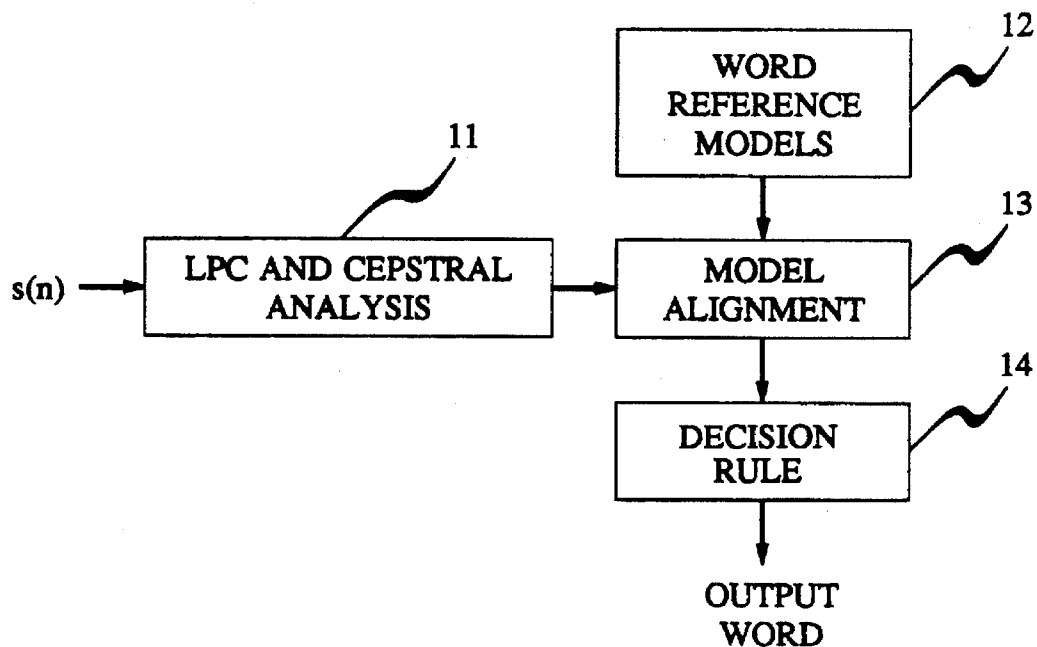 12
WORD
REFERENCE
MODELS
11
13
s(n)
LPC AND CEPSTRAL
ANALYSIS
MODEL
ALIGNMENT
14
DECISION
RULE
OUTPUT
WORD